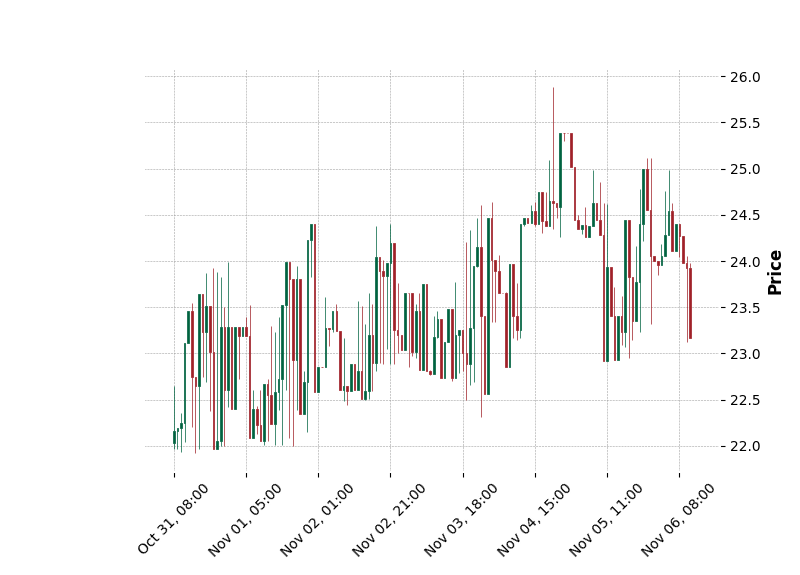 26.0
25.5
25.0
24.5
24.0
23.5
23.0
22.5
22.0
Price
Oct 31, 08:00
Nov 01, 05:00
Nov 02, 01:00
Nov 02, 21:00
Nov 03, 18:00
Nov 04, 15:00
Nov 05, 11:00
Nov 06, 08:00